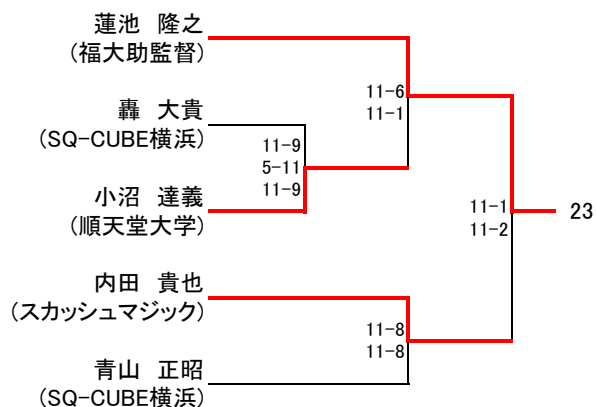 蓮池　隆之
(福大助監督)
11-6
11-1
轟　大貴
(SQ-CUBE横浜)
11-9
5-11
11-9
小沼　達義
(順天堂大学)
11-1
11-2
23
内田　貴也
(スカッシュマジック)
11-8
11-8
青山　正昭
(SQ-CUBE横浜)